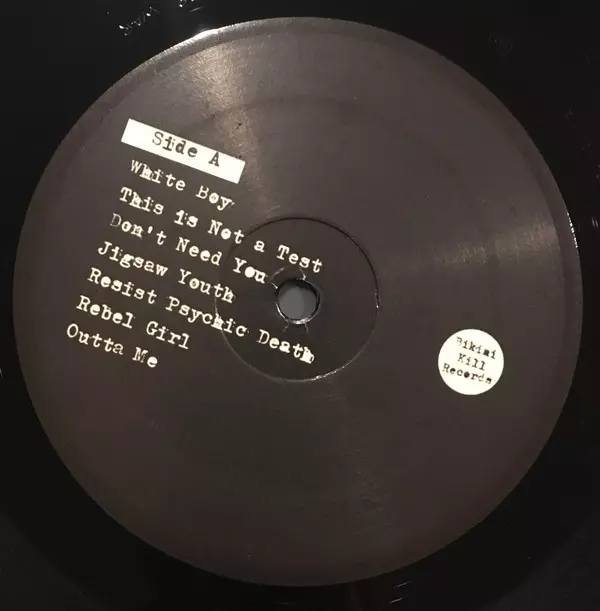 Side A
White Boy
This is Not a Test
Don't Need You
Jigsaw Youth
Resist Psychic Death
Rebel Girl
Outta Me
Bikini
Kill
Records